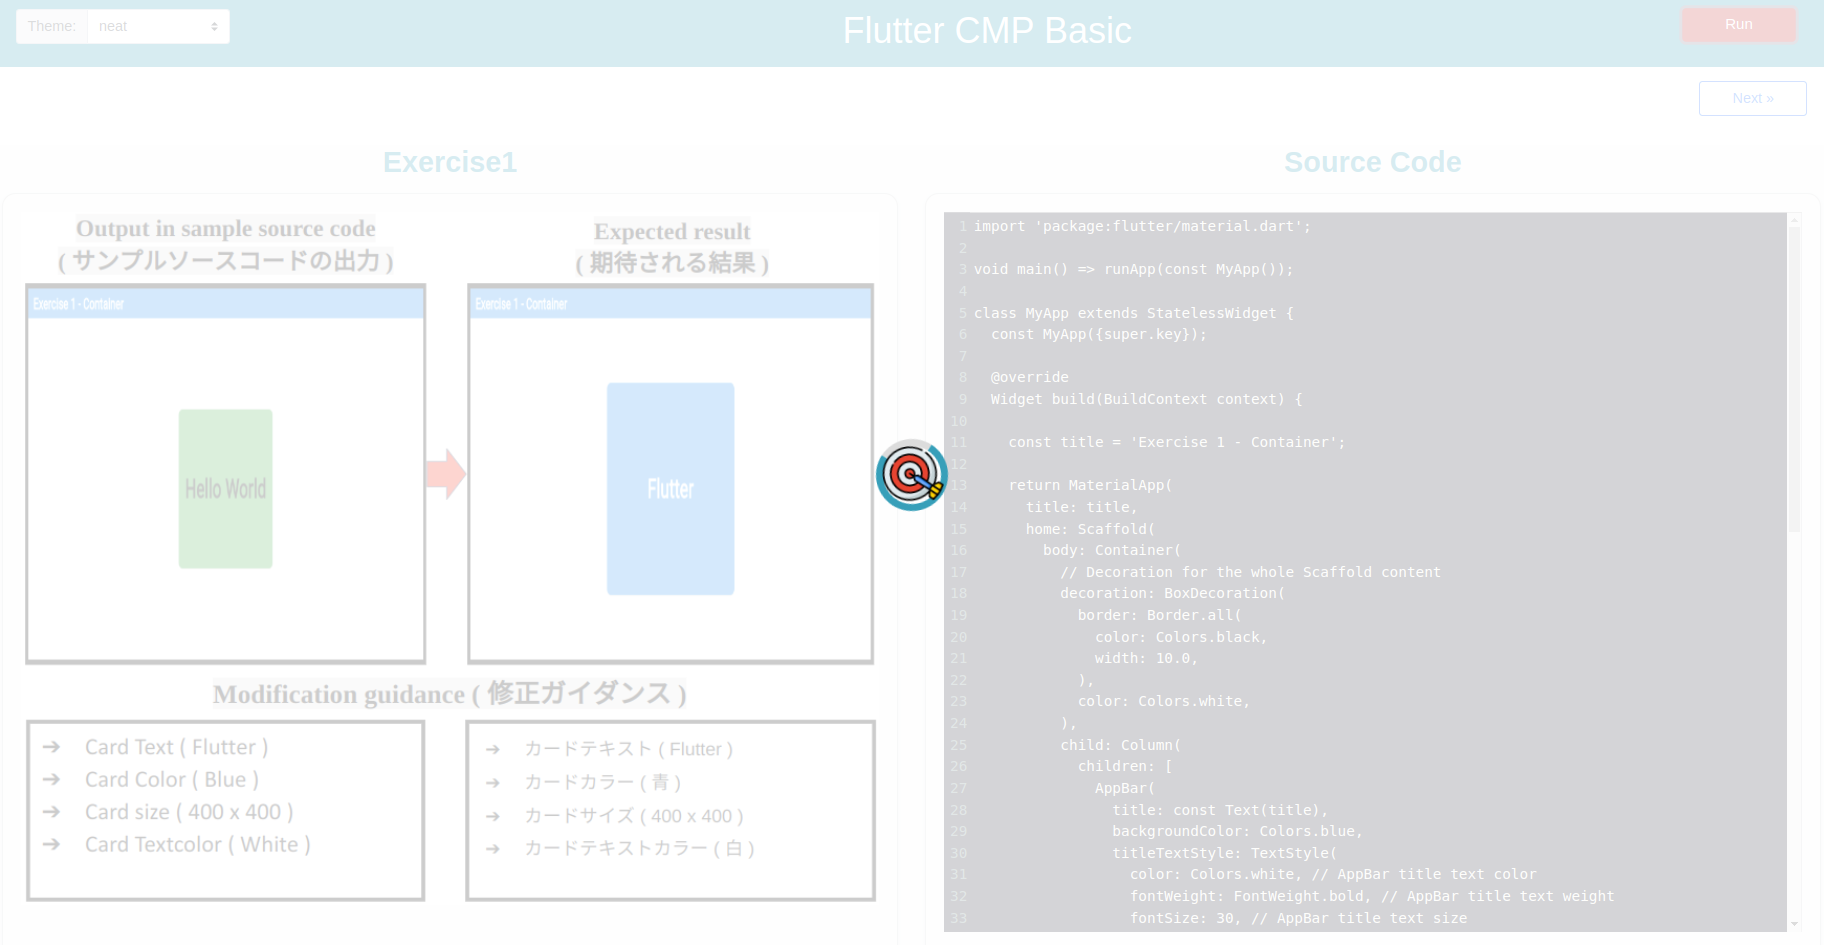 Theme:
neat
Flutter CMP Basic
Run
Next »
Exercise1
Source Code
Output in sample source code
( サンプルソースコードの出力 )
Expected result
( 期待される結果 )
Exercise 1 - Container
Hello World
Exercise 1 - Container
Flutter
Modification guidance ( 修正ガイダンス )
➔ Card Text ( Flutter )
➔ Card Color ( Blue )
➔ Card size ( 400 x 400 )
➔ Card Textcolor ( White )
➔ カードテキスト ( Flutter )
➔ カードカラー ( 青 )
➔ カードサイズ ( 400 x 400 )
➔ カードテキストカラー ( 白 )
1 import 'package:flutter/material.dart';
2
3 void main() => runApp(const MyApp());
4
5 class MyApp extends StatelessWidget {
6   const MyApp({super.key});
7
8   @override
9   Widget build(BuildContext context) {
10
11     const title = 'Exercise 1 - Container';
12
13     return MaterialApp(
14       title: title,
15       home: Scaffold(
16         body: Container(
17           // Decoration for the whole Scaffold content
18           decoration: BoxDecoration(
19             border: Border.all(
20               color: Colors.black,
21               width: 10.0,
22             ),
23             color: Colors.white,
24           ),
25           child: Column(
26             children: [
27               AppBar(
28                 title: const Text(title),
29                 backgroundColor: Colors.blue,
30                 titleTextStyle: TextStyle(
31                   color: Colors.white, // AppBar title text color
32                   fontWeight: FontWeight.bold, // AppBar title text weight
33                   fontSize: 30, // AppBar title text size